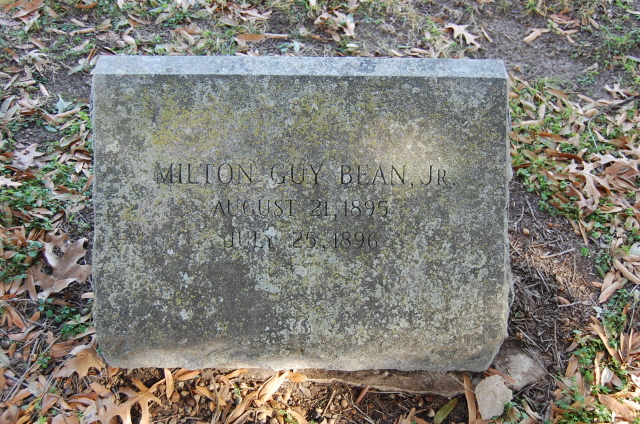 MILTON GUY BEAN, JR.
AUGUST 21, 1895
JULY 25, 1896